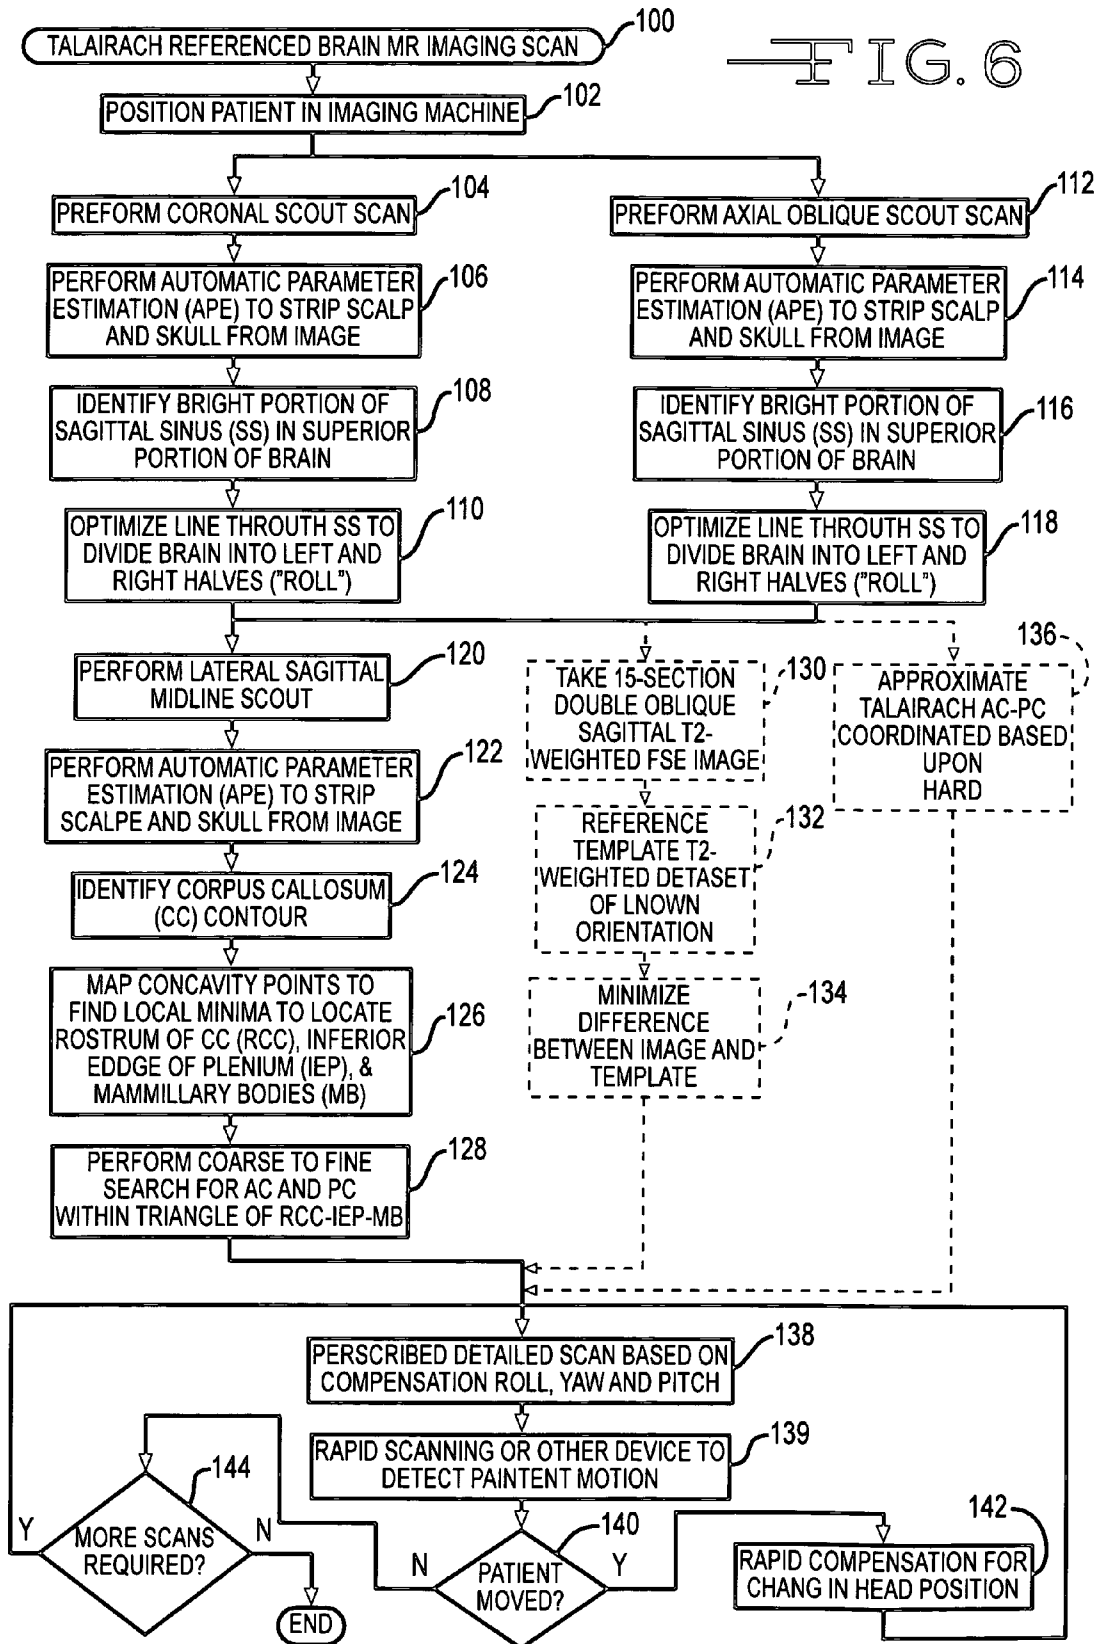 FIG. 6
TALAIRACH REFERENCED BRAIN MR IMAGING SCAN
100
POSITION PATIENT IN IMAGING MACHINE
102
PREFORM CORONAL SCOUT SCAN
104
PERFORM AUTOMATIC PARAMETER
ESTIMATION (APE) TO STRIP SCALP
AND SKULL FROM IMAGE
106
IDENTIFY BRIGHT PORTION OF
SAGITTAL SINUS (SS) IN SUPERIOR
PORTION OF BRAIN
108
OPTIMIZE LINE THROUTH SS TO
DIVIDE BRAIN INTO LEFT AND
RIGHT HALVES ("ROLL")
110
PREFORM AXIAL OBLIQUE SCOUT SCAN
112
PERFORM AUTOMATIC PARAMETER
ESTIMATION (APE) TO STRIP SCALP
AND SKULL FROM IMAGE
114
IDENTIFY BRIGHT PORTION OF
SAGITTAL SINUS (SS) IN SUPERIOR
PORTION OF BRAIN
116
OPTIMIZE LINE THROUTH SS TO
DIVIDE BRAIN INTO LEFT AND
RIGHT HALVES ("ROLL")
118
PERFORM LATERAL SAGITTAL
MIDLINE SCOUT
120
PERFORM AUTOMATIC PARAMETER
ESTIMATION (APE) TO STRIP
SCALPE AND SKULL FROM IMAGE
122
IDENTIFY CORPUS CALLOSUM
(CC) CONTOUR
124
MAP CONCAVITY POINTS TO
FIND LOCAL MINIMA TO LOCATE
ROSTRUM OF CC (RCC), INFERIOR
EDDGE OF PLENIUM (IEP), &
MAMMILLARY BODIES (MB)
126
PERFORM COARSE TO FINE
SEARCH FOR AC AND PC
WITHIN TRIANGLE OF RCC-IEP-MB
128
TAKE 15-SECTION
DOUBLE OBLIQUE
SAGITTAL T2-
WEIGHTED FSE IMAGE
130
REFERENCE
TEMPLATE T2-
WEIGHTED DETASET
OF LNOWN
ORIENTATION
132
MINIMIZE
DIFFERENCE
BETWEEN IMAGE AND
TEMPLATE
134
APPROXIMATE
TALAIRACH AC-PC
COORDINATED BASED
UPON
HARD
136
PERSCRIBED DETAILED SCAN BASED ON
COMPENSATION ROLL, YAW AND PITCH
138
RAPID SCANNING OR OTHER DEVICE TO
DETECT PAINTENT MOTION
139
PATIENT
MOVED?
140
N
Y
RAPID COMPENSATION FOR
CHANG IN HEAD POSITION
142
MORE SCANS
REQUIRED?
144
Y
N
END